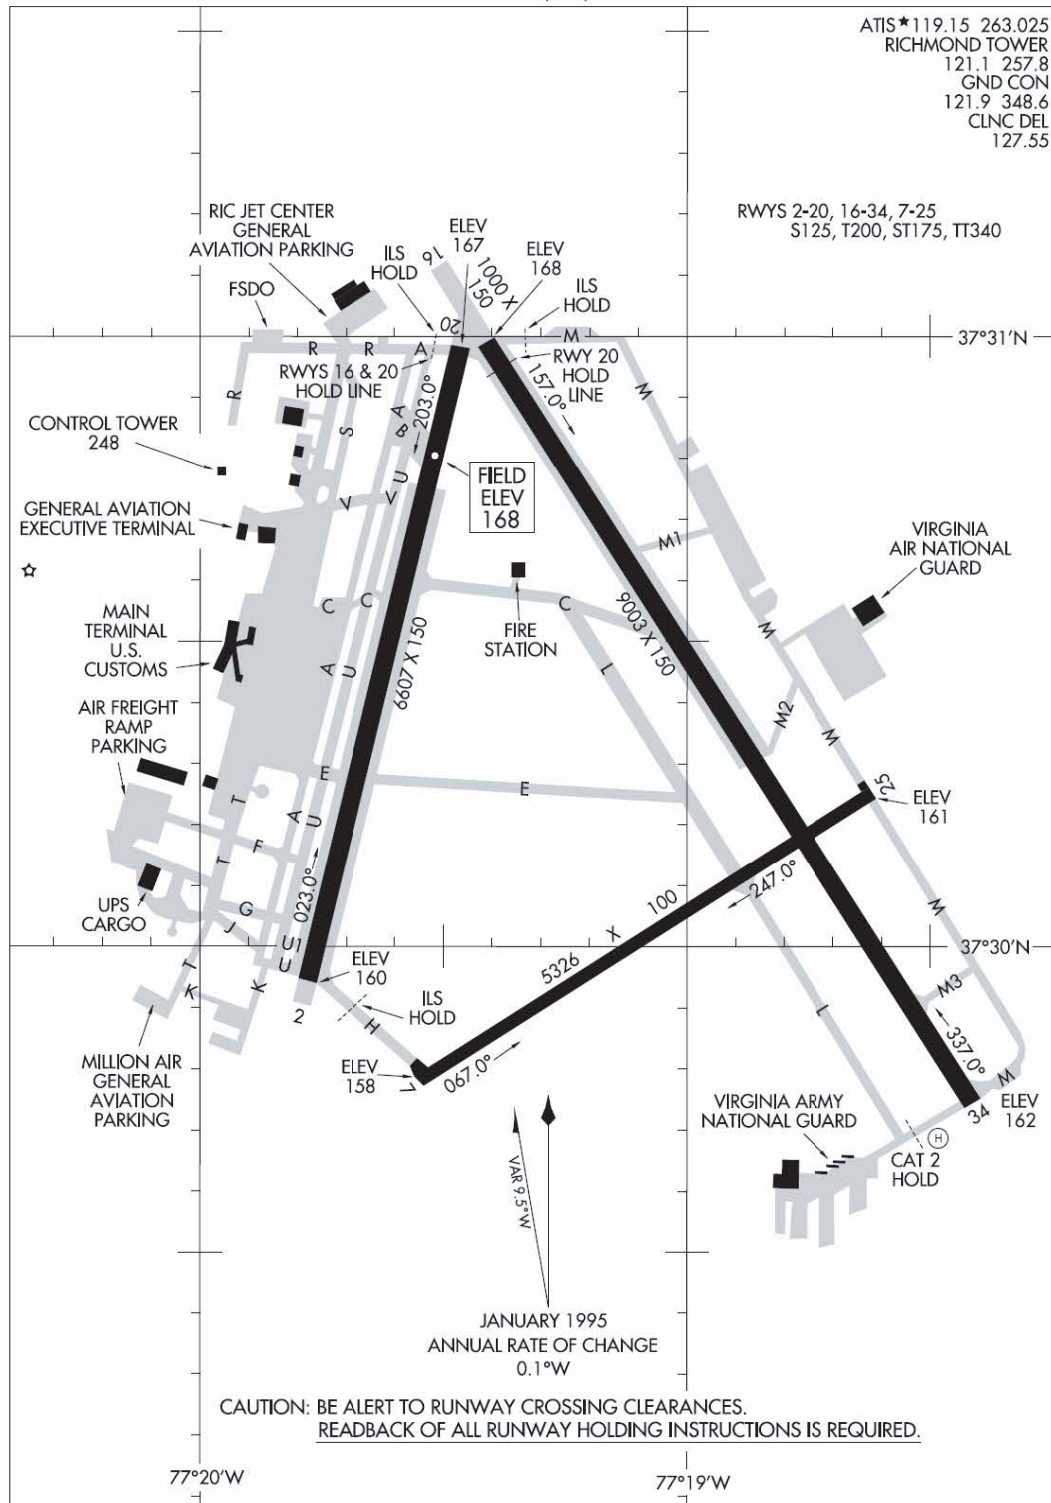 ATIS★119.15 263.025
RICHMOND TOWER
121.1 257.8
GND CON
121.9 348.6
CLNC DEL
127.55
RWYS 2-20, 16-34, 7-25
S125, T200, ST175, TT340
RIC JET CENTER
GENERAL
AVIATION PARKING
ILS
HOLD
ELEV
167
16
1000 X
150
ELEV
168
ILS
HOLD
FSDO
20
M
37°31'N
R R A
RWYS 16 & 20
HOLD LINE
RWY 20
HOLD
LINE
203.0°
157.0°
R
S
A
B
M
CONTROL TOWER
248
U
FIELD
ELEV
168
V V
GENERAL AVIATION
EXECUTIVE TERMINAL
M1
VIRGINIA
AIR NATIONAL
GUARD
MAIN
TERMINAL
U.S.
CUSTOMS
C C
FIRE
STATION
C
9003 X 150
6607 X 150
M
A
U
L
AIR FREIGHT
RAMP
PARKING
M2
M
E
E
25
ELEV
161
T
A
U
F
T
023.0°
247.0°
UPS
CARGO
G
J
100
X
5326
M
U1
U
ELEV
160
37°30'N
T
K
K
2
ILS
HOLD
H
M3
L
337.0°
MILLION AIR
GENERAL
AVIATION
PARKING
ELEV
158
7
067.0°
M
34
ELEV
162
VIRGINIA ARMY
NATIONAL GUARD
H
CAT 2
HOLD
VAR 9.5°W
JANUARY 1995
ANNUAL RATE OF CHANGE
0.1°W
CAUTION: BE ALERT TO RUNWAY CROSSING CLEARANCES.
READBACK OF ALL RUNWAY HOLDING INSTRUCTIONS IS REQUIRED.
77°20'W
77°19'W